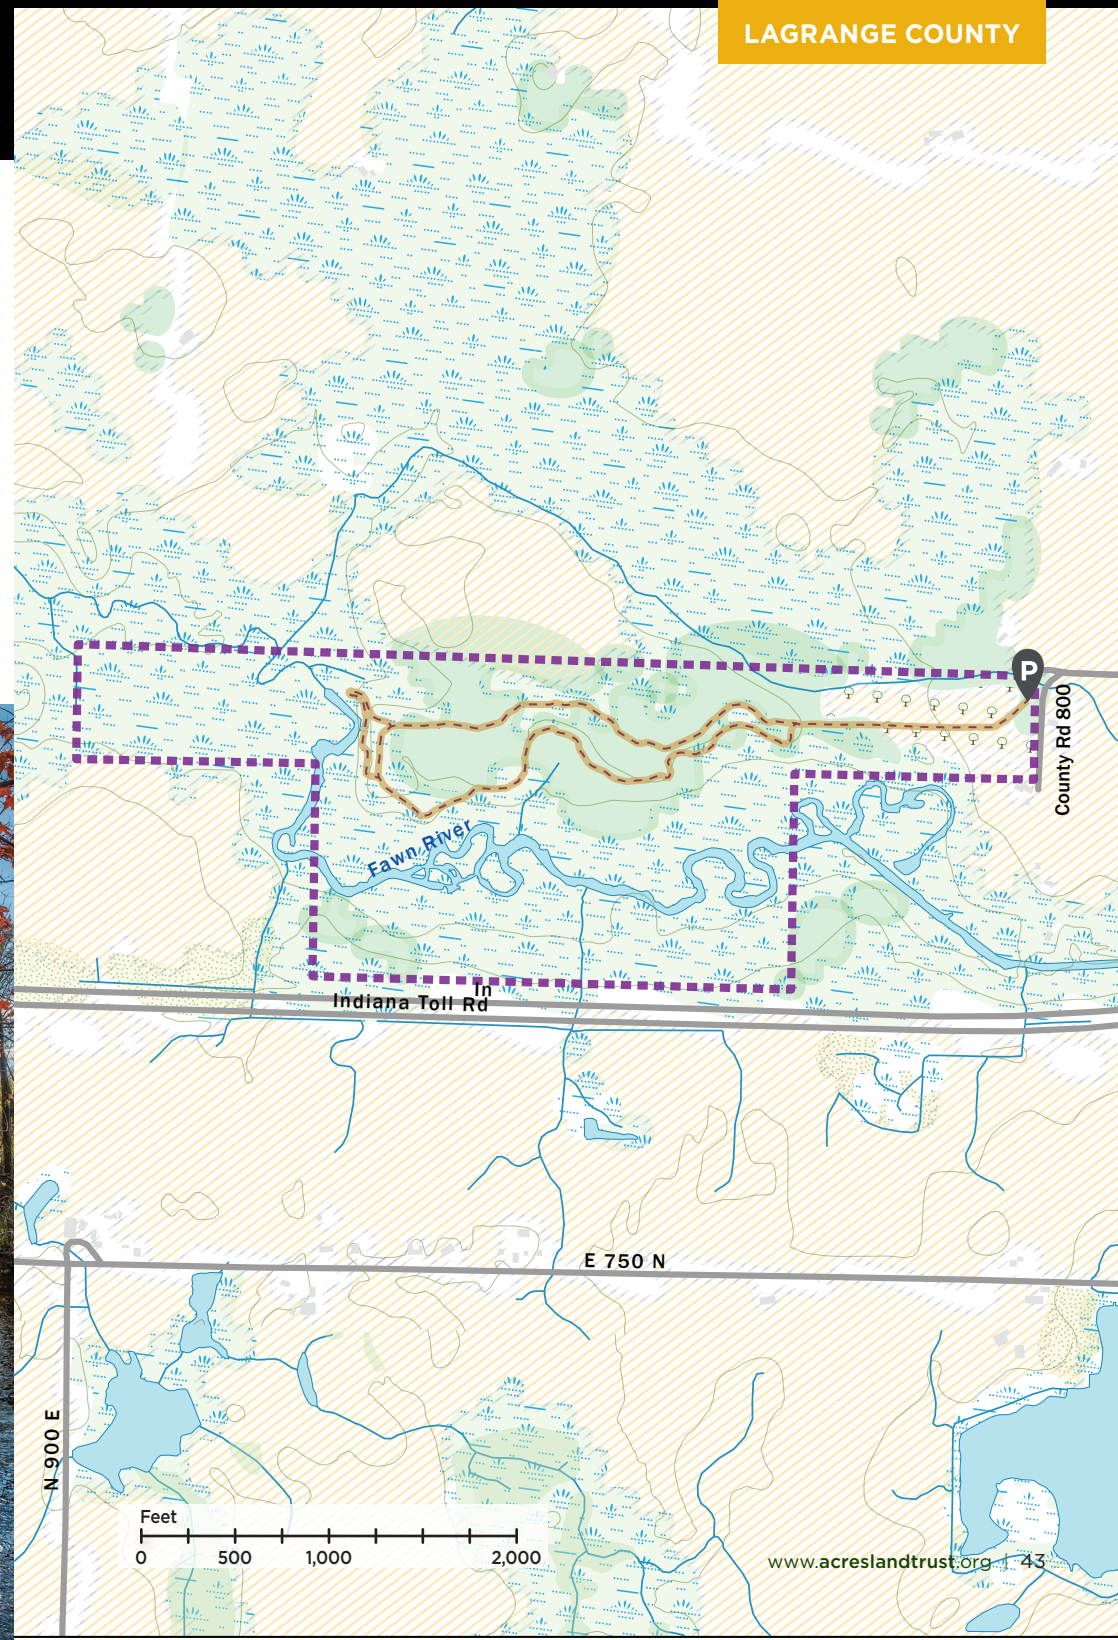 LAGRANGE COUNTY
P
County Rd 800
Fawn River
In
Indiana Toll Rd
E 750 N
N 900 E
Feet
0 500 1,000 2,000
www.acreslandtrust.org | 43